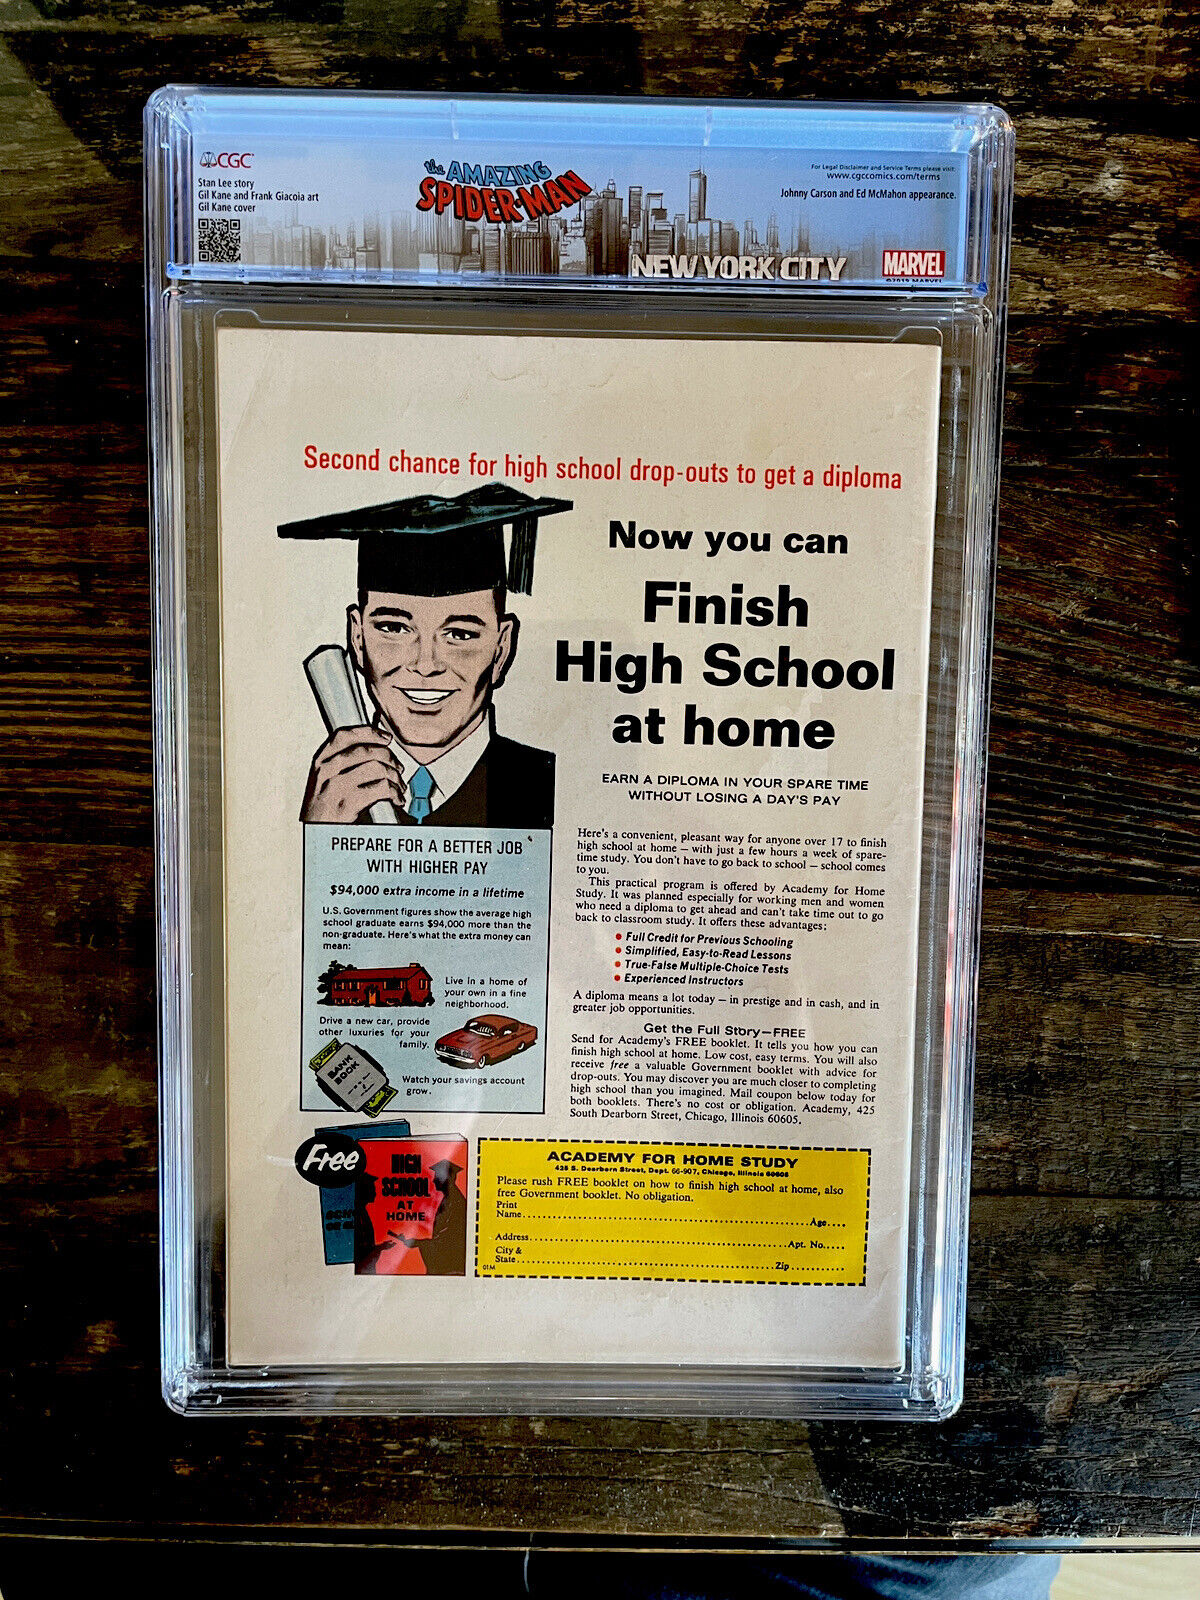 CGC
Stan Lee story
Gil Kane and Frank Giacoia art
Gil Kane cover
the AMAZING
SPIDER-MAN
For Legal Disclaimer and Service Terms please visit:
www.cgccomics.com/terms
Johnny Carson and Ed McMahon appearance.
NEW YORK CITY
MARVEL
©2019 MARVEL
Second chance for high school drop-outs to get a diploma
Now you can
Finish
High School
at home
EARN A DIPLOMA IN YOUR SPARE TIME
WITHOUT LOSING A DAY'S PAY
PREPARE FOR A BETTER JOB
WITH HIGHER PAY
$94,000 extra income in a lifetime
U.S. Government figures show the average high
school graduate earns $94,000 more than the
non-graduate. Here's what the extra money can
mean:
Live in a home of
your own in a fine
neighborhood.
Drive a new car, provide
other luxuries for your
family.
BANK
BOOK
Watch your savings account
grow.
Here's a convenient, pleasant way for anyone over 17 to finish
high school at home — with just a few hours a week of spare-
time study. You don't have to go back to school — school comes
to you.
This practical program is offered by Academy for Home
Study. It was planned especially for working men and women
who need a diploma to get ahead and can't take time out to go
back to classroom study. It offers these advantages:
• Full Credit for Previous Schooling
• Simplified, Easy-to-Read Lessons
• True-False Multiple-Choice Tests
• Experienced Instructors
A diploma means a lot today — in prestige and in cash, and in
greater job opportunities.
Get the Full Story—FREE
Send for Academy's FREE booklet. It tells you how you can
finish high school at home. Low cost, easy terms. You will also
receive free a valuable Government booklet with advice for
drop-outs. You may discover you are much closer to completing
high school than you imagined. Mail coupon below today for
both booklets. There's no cost or obligation. Academy, 425
South Dearborn Street, Chicago, Illinois 60605.
Free
HIGH
SCHOOL
AT
HOME
ACADEMY FOR HOME STUDY
425 S. Dearborn Street, Dept. 66-907, Chicago, Illinois 60605
Please rush FREE booklet on how to finish high school at home, also
free Government booklet. No obligation.
Print
Name........Age....
Address........Apt. No.....
City &
State........Zip..........
01M